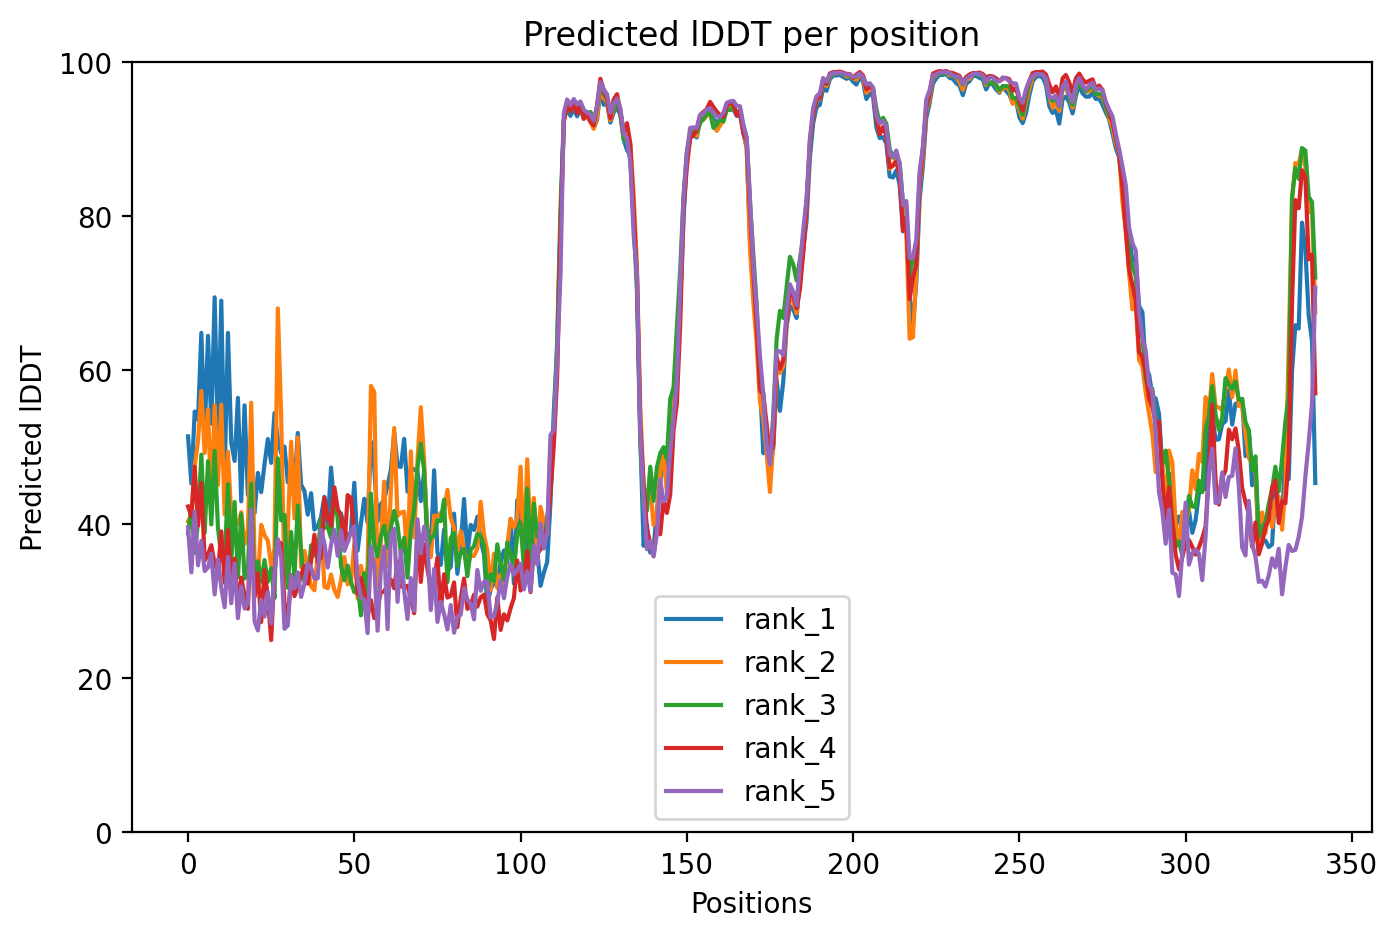 Predicted lDDT per position
100
80
60
40
20
0
Predicted lDDT
0 50 100 150 200 250 300 350
Positions
rank_1
rank_2
rank_3
rank_4
rank_5